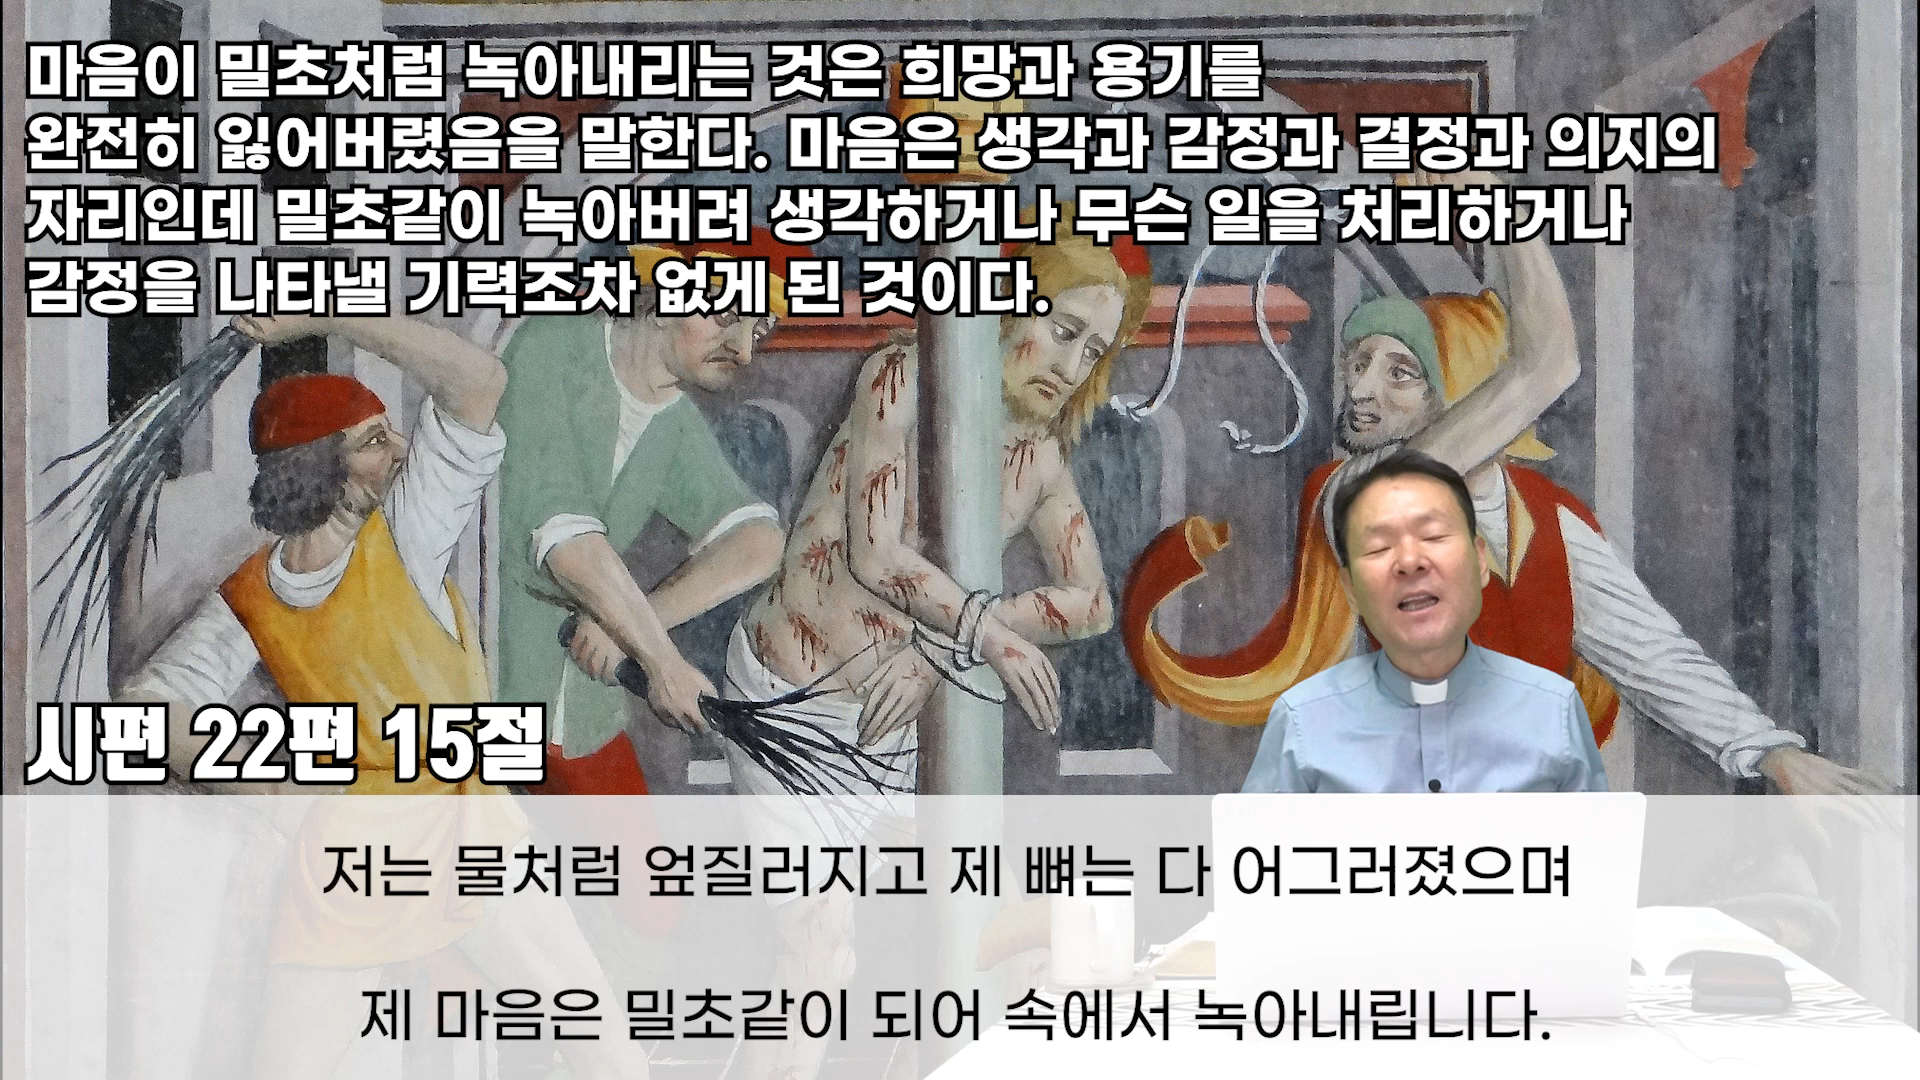 마음이 밀초처럼 녹아내리는 것은 희망과 용기를
완전히 잃어버렸음을 말한다. 마음은 생각과 감정과 결정과 의지의
자리인데 밀초같이 녹아버려 생각하거나 무슨 일을 처리하거나
감정을 나타낼 기력조차 없게 된 것이다.
시편 22편 15절
저는 물처럼 엎질러지고 제 뼈는 다 어그러졌으며
제 마음은 밀초같이 되어 속에서 녹아내립니다.